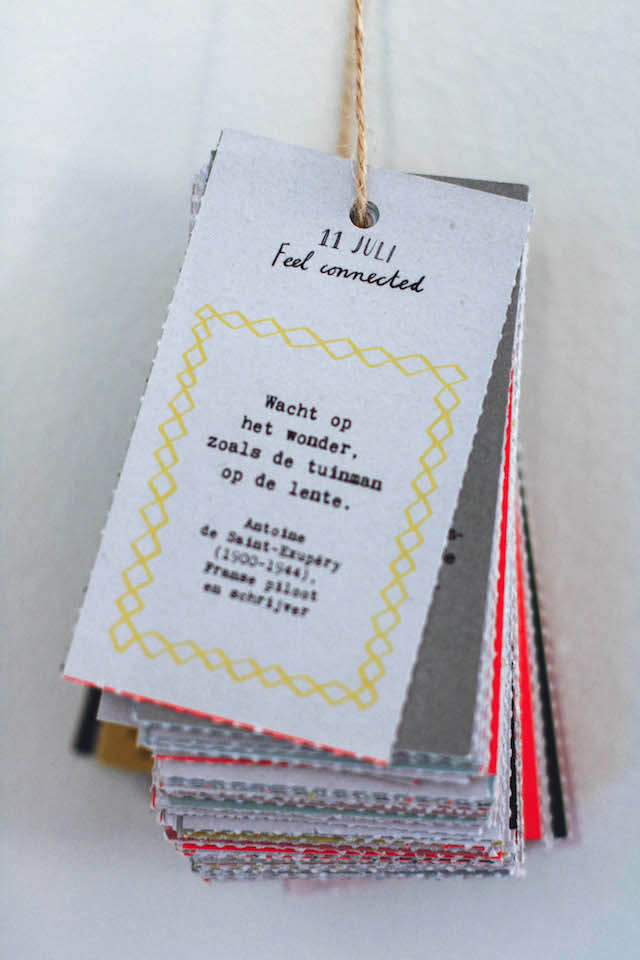 11 JULI
Feel connected
Wacht op
het wonder,
zoals de tuinman
op de lente.
Antoine
de Saint-Exupéry
(1900-1944),
Franse piloot
en schrijver